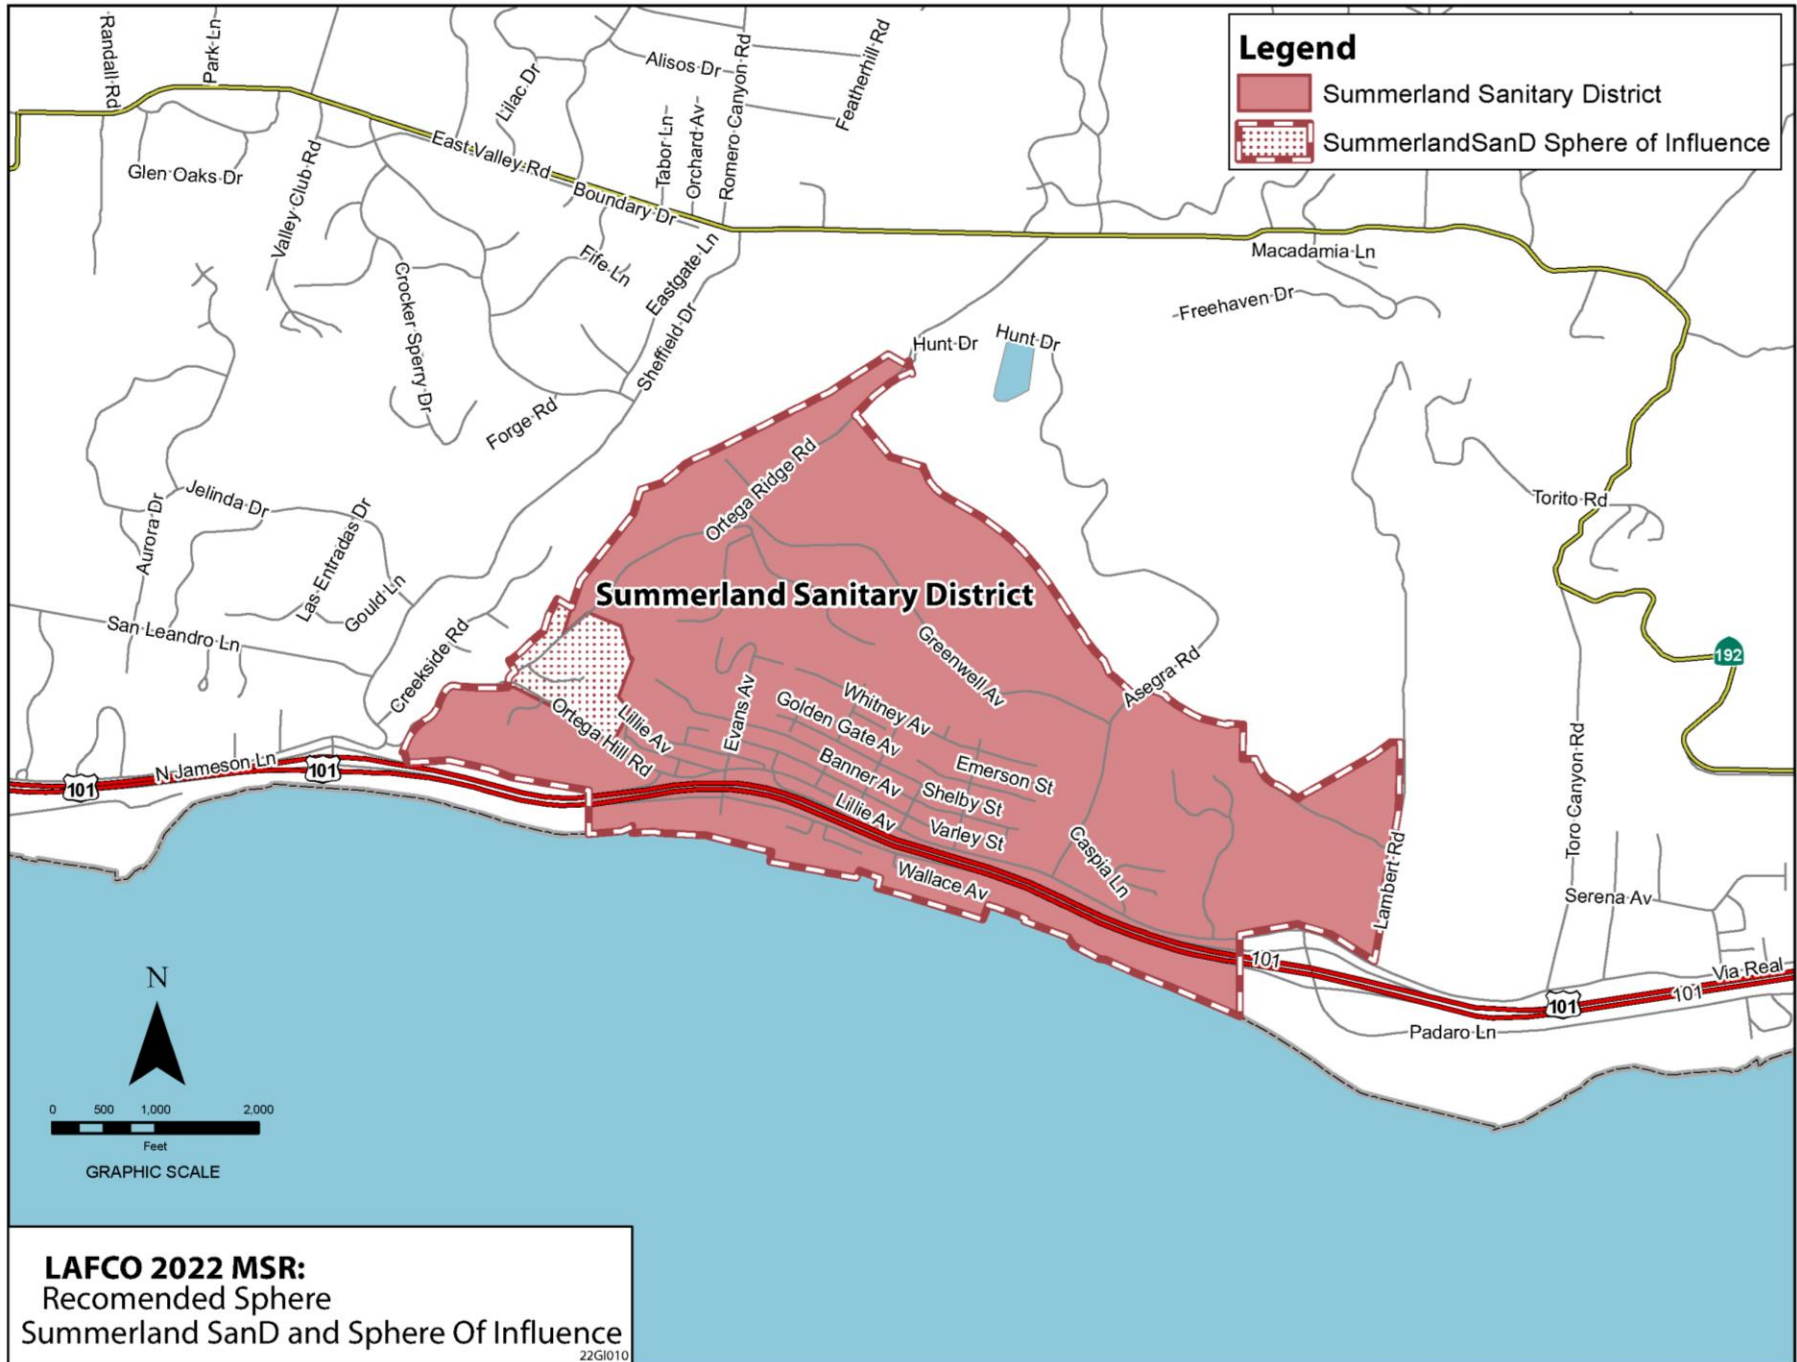 Randall Rd
Park Ln
Lilac Dr
Alisos Dr
Romero Canyon Rd
Featherhill Rd
Legend
Summerland Sanitary District
SummerlandSanD Sphere of Influence
Glen Oaks Dr
Valley Club Rd
East Valley Rd
Boundary Dr
Tabor Ln
Orchard Av
Fife Ln
Eastgate Ln
Crocker Sperry Dr
Sheffield Dr
Forge Rd
Hunt Dr
Hunt Dr
Macadamia Ln
Freehaven Dr
Torito Rd
Ortega Ridge Rd
Jelinda Dr
Aurora Dr
Las Entradas Dr
Gould Ln
San Leandro Ln
Creekside Rd
Summerland Sanitary District
Greenwell Av
Asegra Rd
192
Ortega Hill Rd
Lillie Av
Evans Av
Whitney Av
Golden Gate Av
Banner Av
Lillie Av
Emerson St
Shelby St
Varley St
Wallace Av
Caspia Ln
Lambert Rd
Toro Canyon Rd
Serena Av
N Jameson Ln
101
101
101
101
101
Via Real
Padaro Ln
N
0 500 1,000 2,000
Feet
GRAPHIC SCALE
LAFCO 2022 MSR:
Recomended Sphere
Summerland SanD and Sphere Of Influence
22GI010